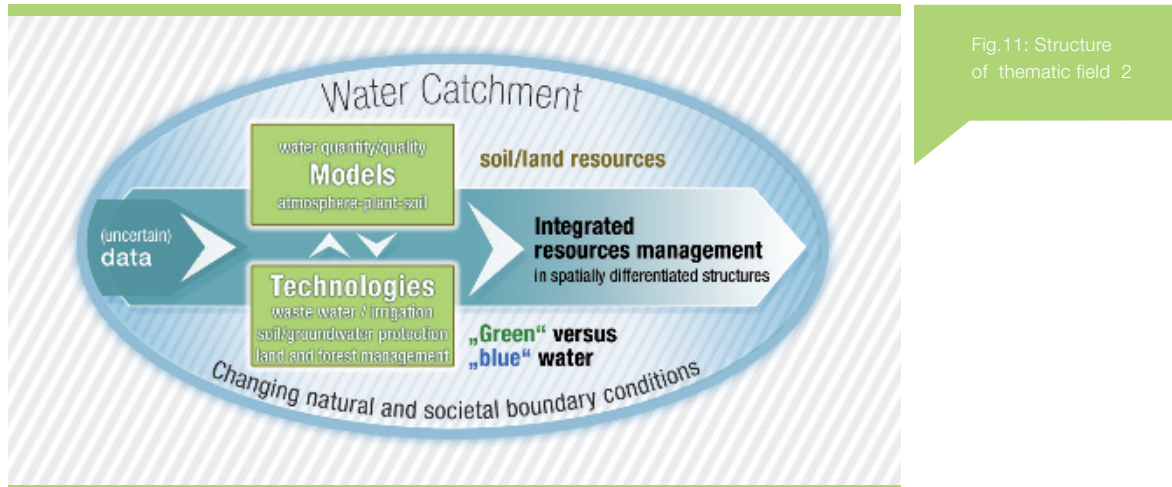 Fig.11: Structure
of thematic field 2
Water Catchment
water quantity/quality
Models
atmosphere-plant-soil
soil/land resources
(uncertain)
data
Integrated
resources management
in spatially differentiated structures
Technologies
waste water / irrigation
soil/groundwater protection
land and forest management
„Green“ versus
„blue“ water
Changing natural and societal boundary conditions